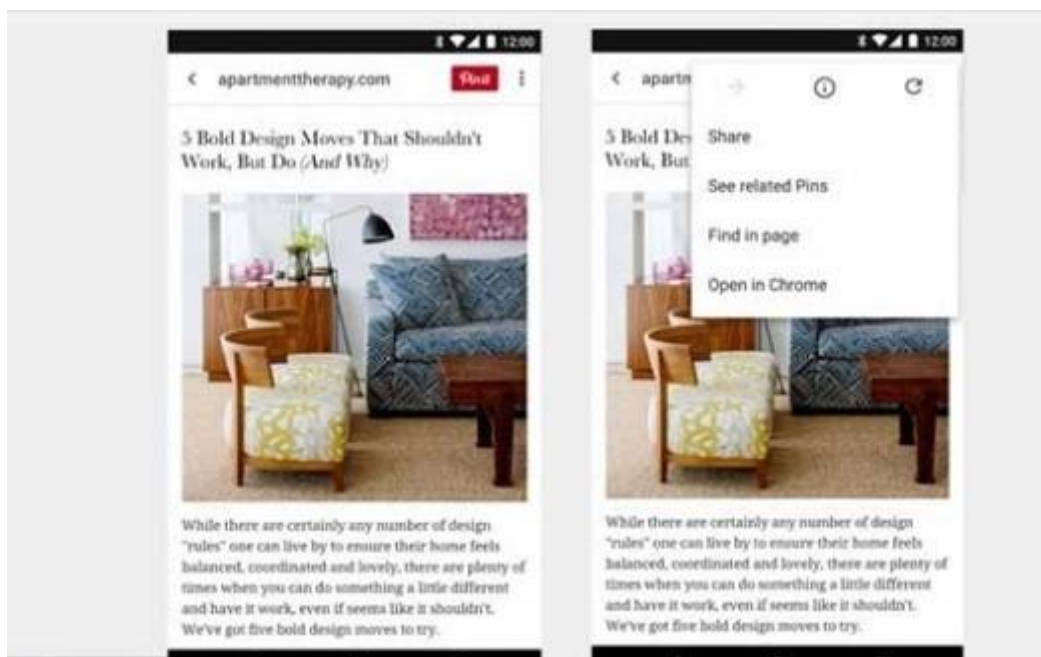 12:00
apartmenttherapy.com
Pin it
5 Bold Design Moves That Shouldn't
Work, But Do (And Why)
While there are certainly any number of design
"rules" one can live by to ensure their home feels
balanced, coordinated and lovely, there are plenty of
times when you can do something a little different
and have it work, even if seems like it shouldn't.
We've got five bold design moves to try.
12:00
apartm
5 Bold Des
Work, But
Share
See related Pins
Find in page
Open in Chrome
While there are certainly any number of design
"rules" one can live by to ensure their home feels
balanced, coordinated and lovely, there are plenty of
times when you can do something a little different
and have it work, even if seems like it shouldn't.
We've got five bold design moves to try.